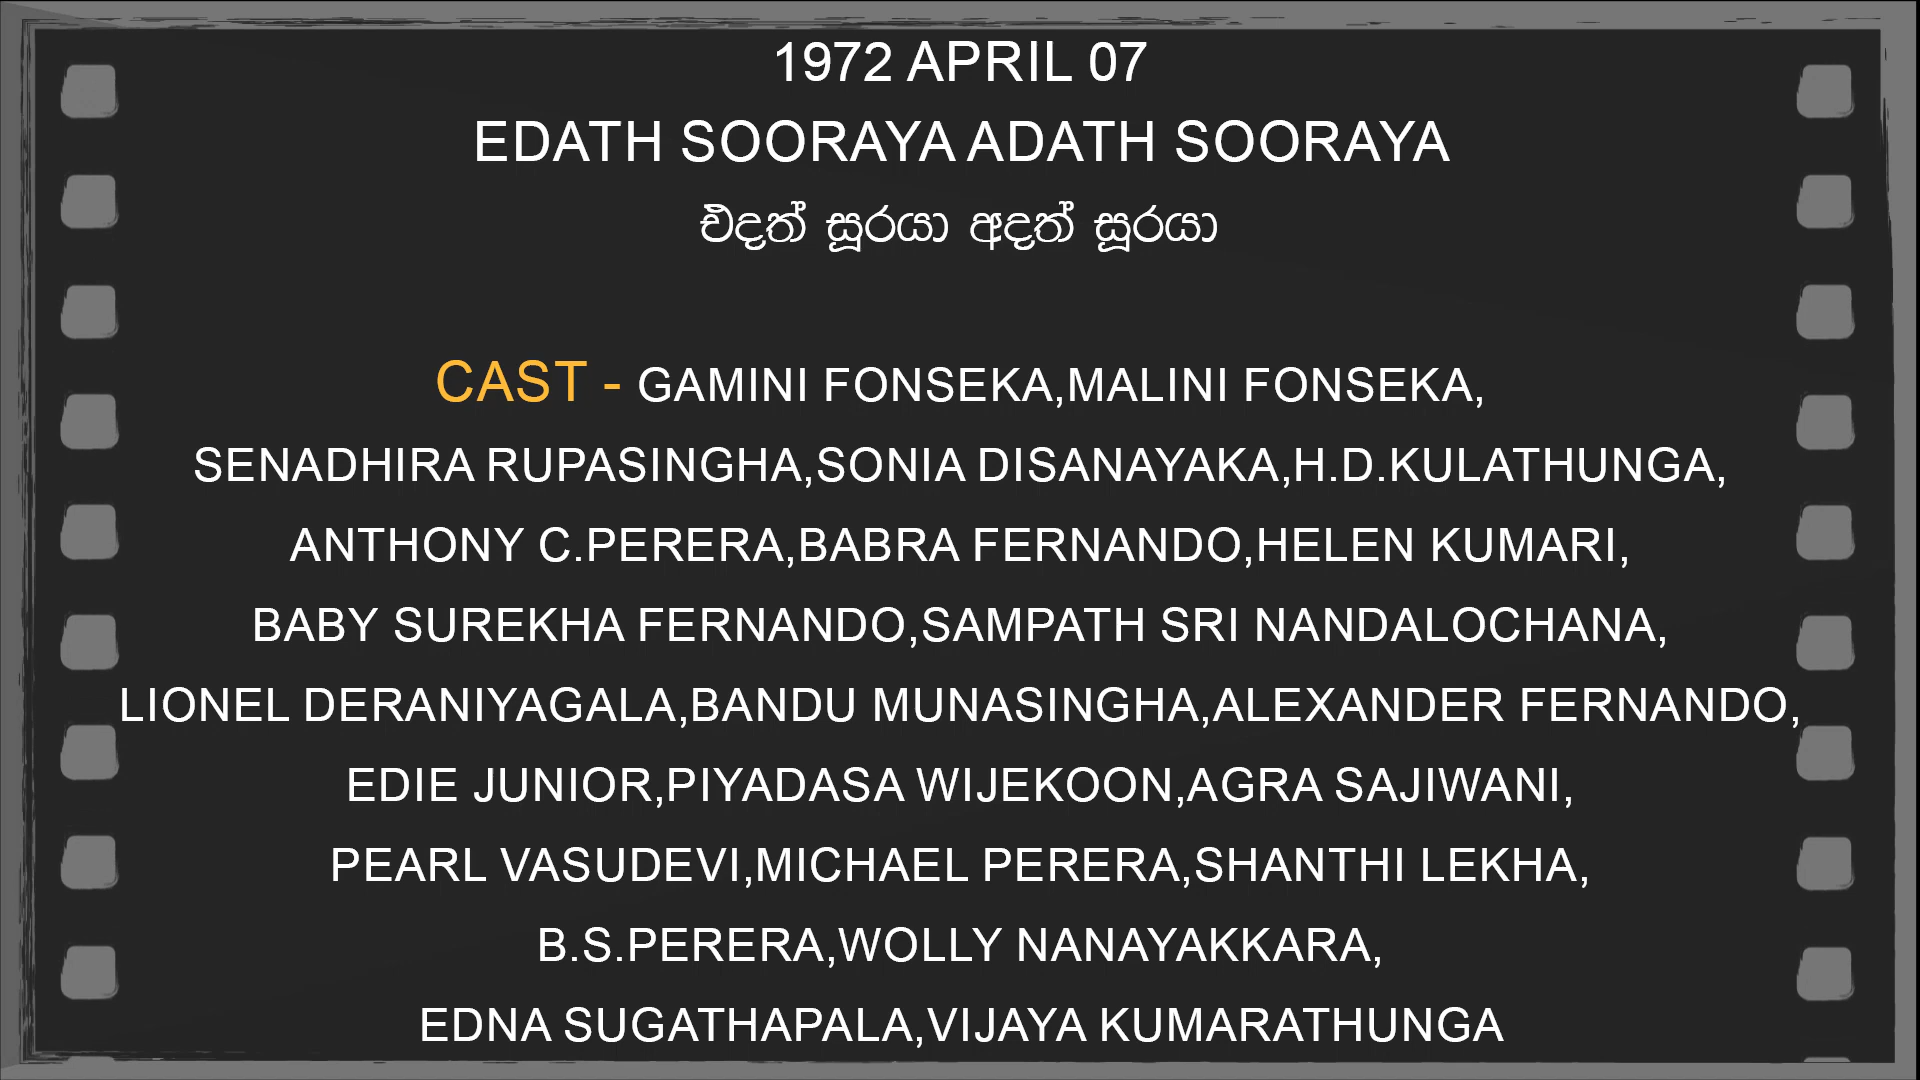 1972 APRIL 07
EDATH SOORAYA ADATH SOORAYA
එදත් සූරයා අදත් සූරයා
CAST - GAMINI FONSEKA,MALINI FONSEKA,
SENADHIRA RUPASINGHA,SONIA DISANAYAKA,H.D.KULATHUNGA,
ANTHONY C.PERERA,BABRA FERNANDO,HELEN KUMARI,
BABY SUREKHA FERNANDO,SAMPATH SRI NANDALOCHANA,
LIONEL DERANIYAGALA,BANDU MUNASINGHA,ALEXANDER FERNANDO,
EDIE JUNIOR,PIYADASA WIJEKOON,AGRA SAJIWANI,
PEARL VASUDEVI,MICHAEL PERERA,SHANTHI LEKHA,
B.S.PERERA,WOLLY NANAYAKKARA,
EDNA SUGATHAPALA,VIJAYA KUMARATHUNGA